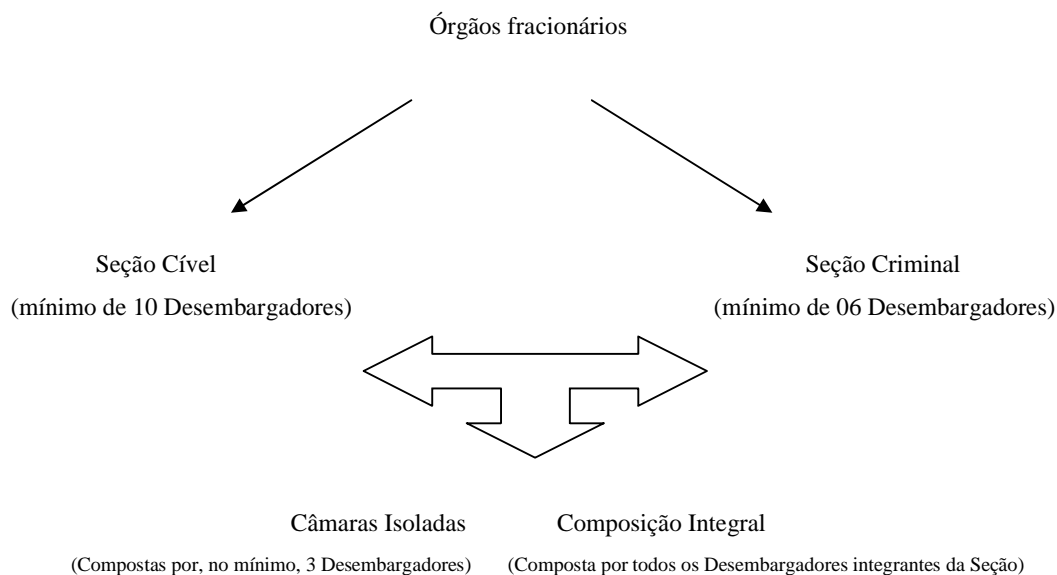 Órgãos fracionários
Seção Cível
(mínimo de 10 Desembargadores)
Seção Criminal
(mínimo de 06 Desembargadores)
Câmaras Isoladas
(Compostas por, no mínimo, 3 Desembargadores)
Composição Integral
(Composta por todos os Desembargadores integrantes da Seção)